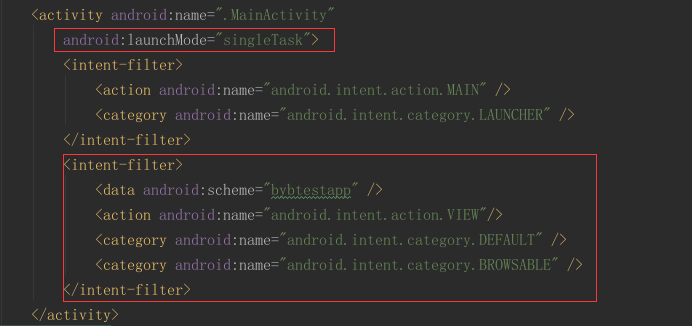 <activity android:name=".MainActivity"
android:launchMode="singleTask">
<intent-filter>
<action android:name="android.intent.action.MAIN" />
<category android:name="android.intent.category.LAUNCHER" />
</intent-filter>
<intent-filter>
<data android:scheme="bybtestapp" />
<action android:name="android.intent.action.VIEW"/>
<category android:name="android.intent.category.DEFAULT" />
<category android:name="android.intent.category.BROWSABLE" />
</intent-filter>
</activity>